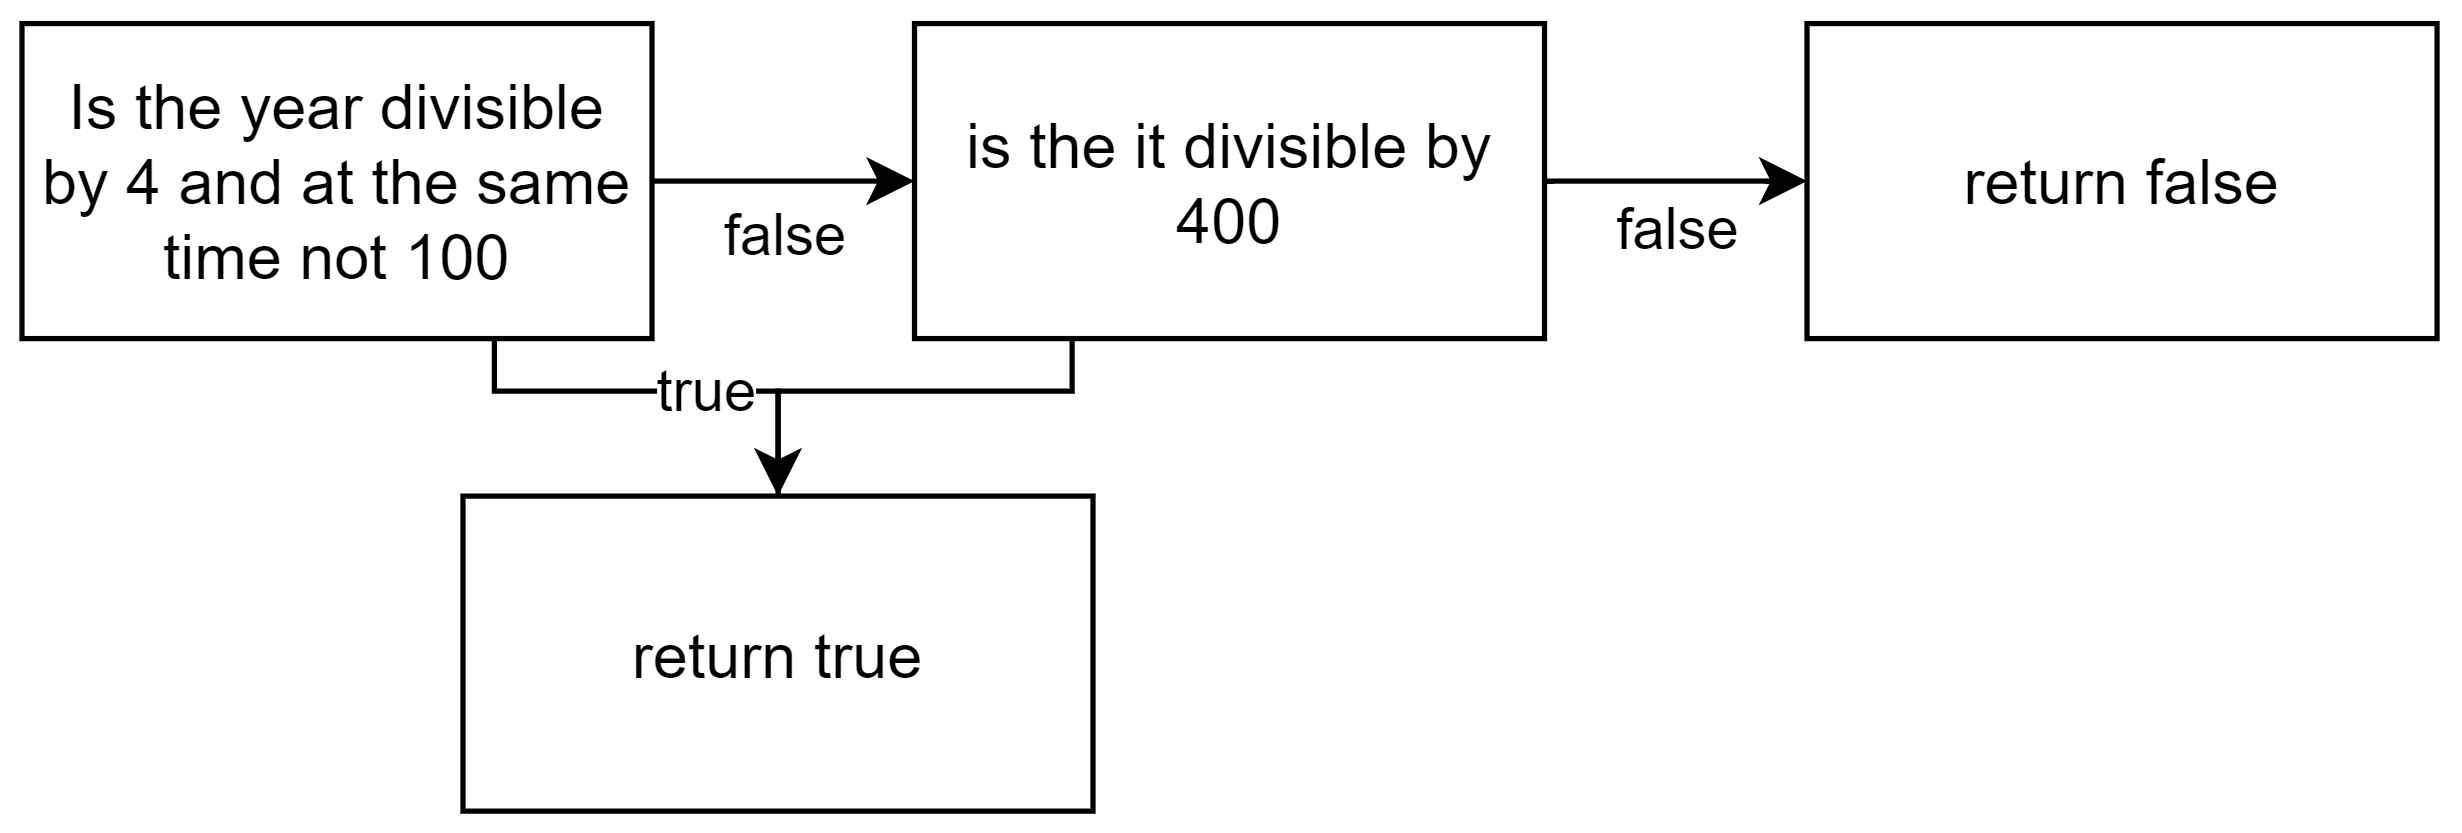 Is the year divisible
by 4 and at the same
time not 100
false
is the it divisible by
400
false
return false
true
return true